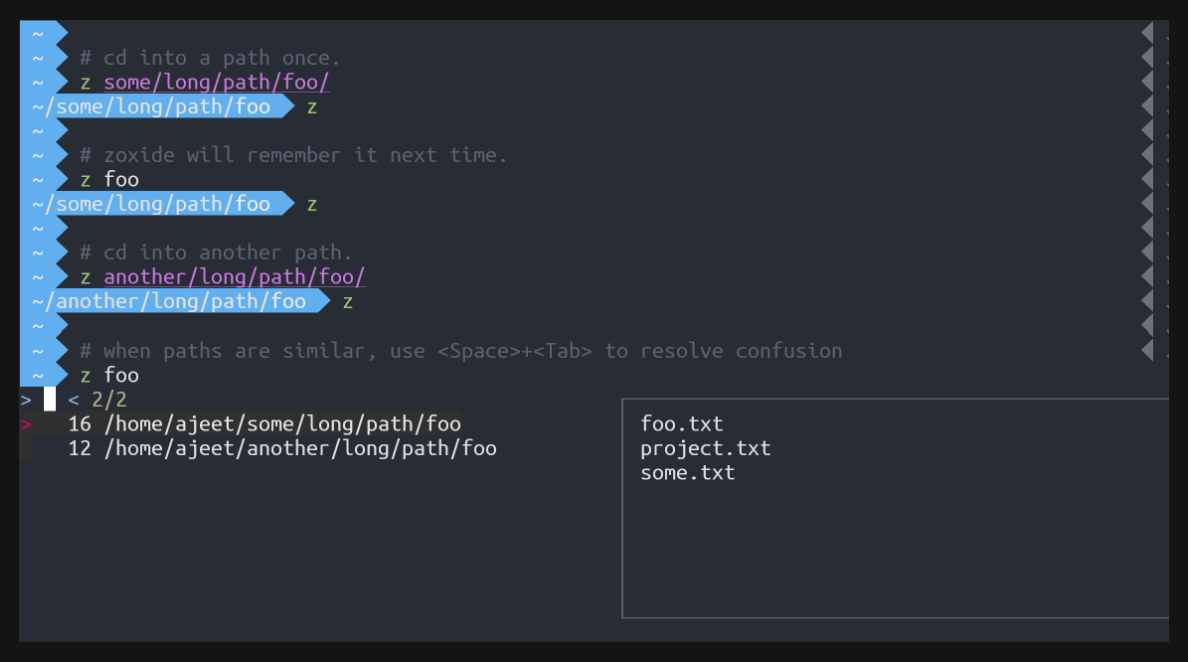 ~
~ # cd into a path once.
~ z some/long/path/foo/
~/some/long/path/foo z
~
~ # zoxide will remember it next time.
~ z foo
~/some/long/path/foo z
~
~ # cd into another path.
~ z another/long/path/foo/
~/another/long/path/foo z
~
~ # when paths are similar, use <Space>+<Tab> to resolve confusion
~ z foo
> < 2/2
> 16 /home/ajeet/some/long/path/foo
12 /home/ajeet/another/long/path/foo
foo.txt
project.txt
some.txt